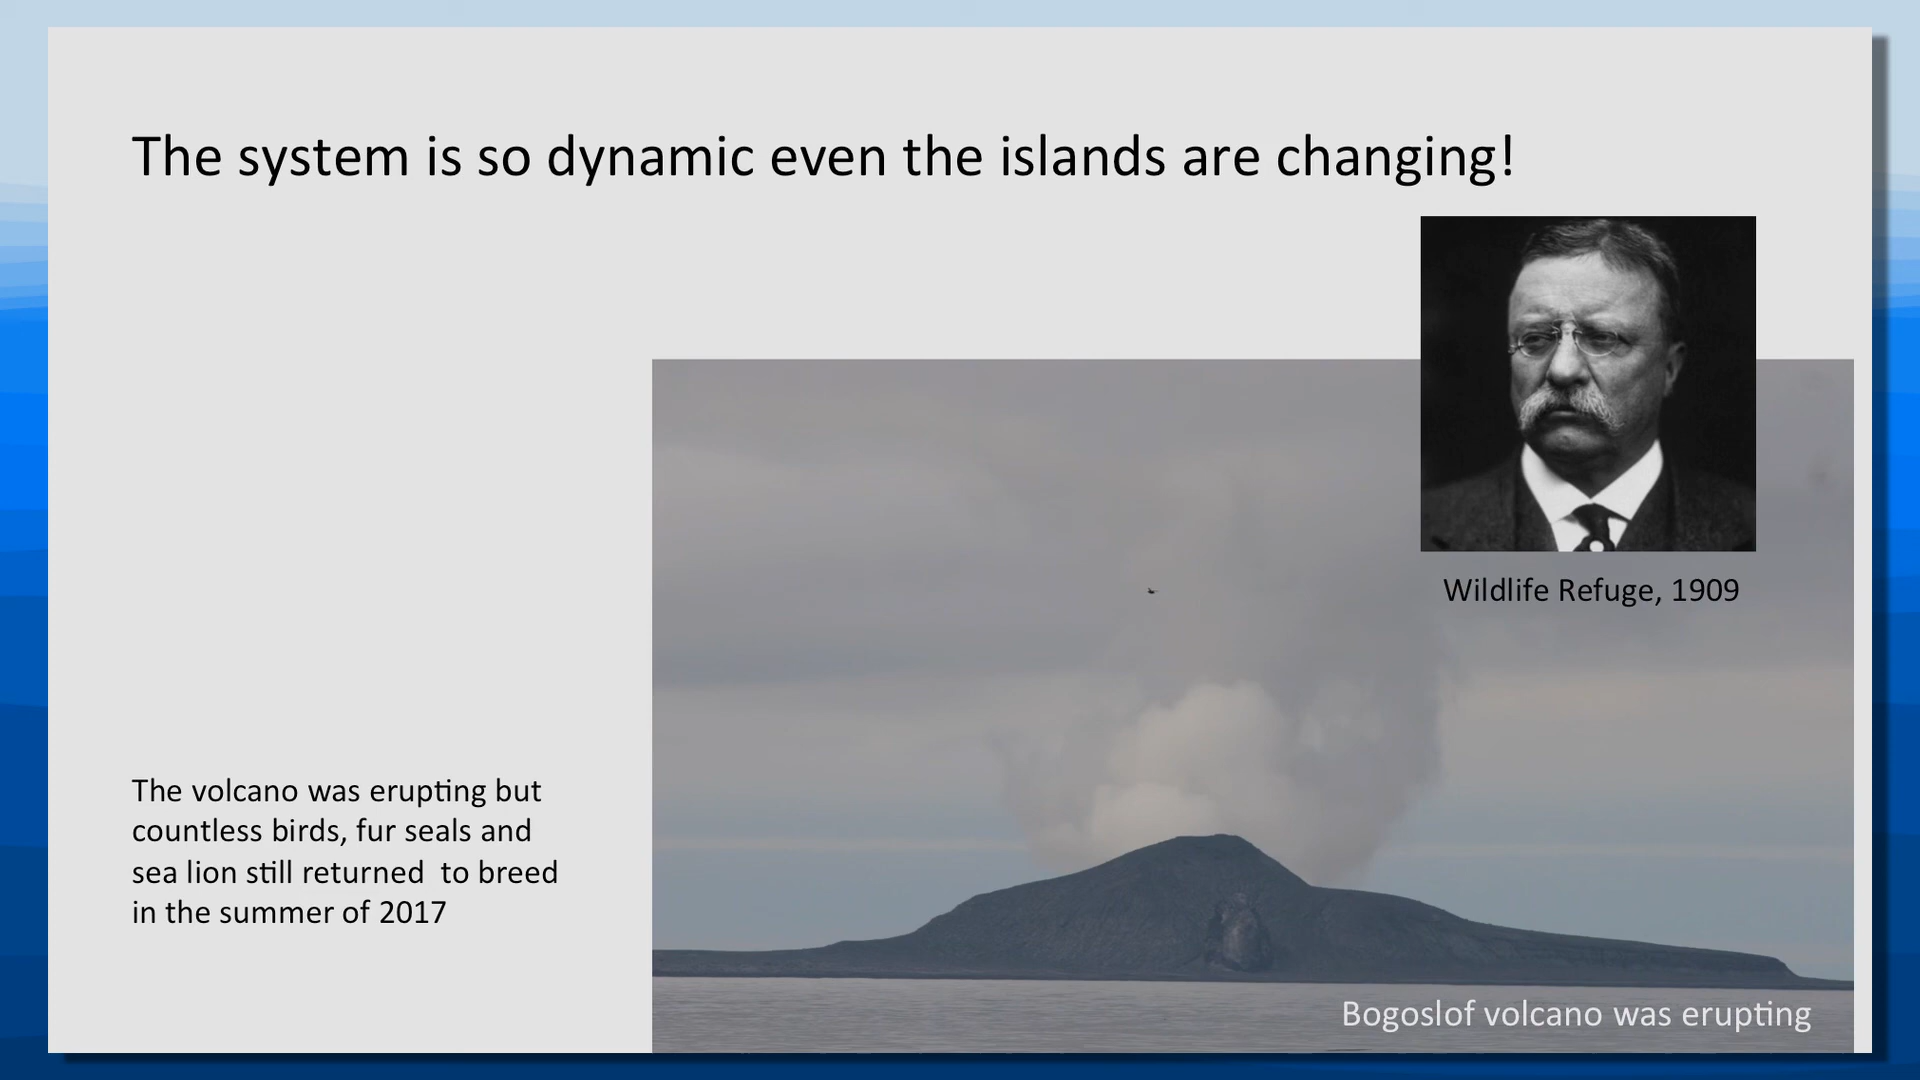 The system is so dynamic even the islands are changing!
Wildlife Refuge, 1909
The volcano was erupting but
countless birds, fur seals and
sea lion still returned  to breed
in the summer of 2017
Bogoslof volcano was erupting